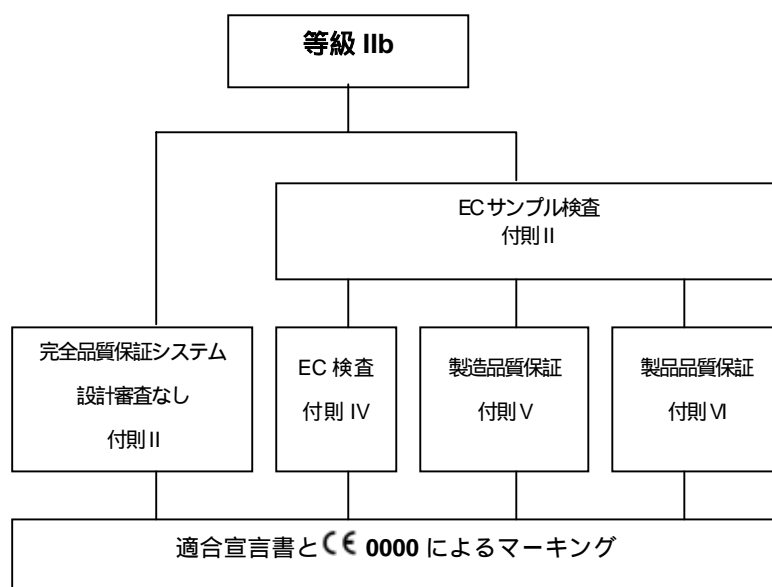 等級 IIb
ECサンプル検査
付則 II
完全品質保証システム
設計審査なし
付則 II
EC 検査
付則 IV
製造品質保証
付則 V
製品品質保証
付則 VI
適合宣言書と CE 0000 によるマーキング